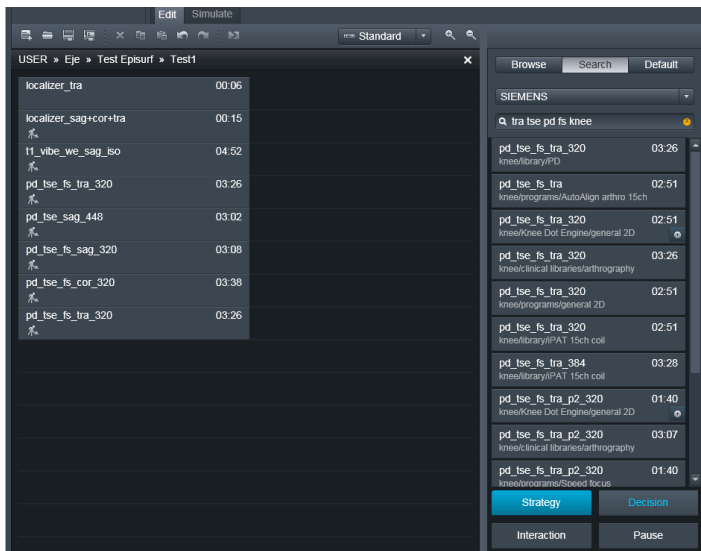 Edit Simulate
Standard
USER » Eje » Test Episurf » Test1
localizer_tra 00:06
localizer_sag+cor+tra 00:15
t1_vibe_we_sag_iso 04:52
pd_tse_fs_tra_320 03:26
pd_tse_sag_448 03:02
pd_tse_fs_sag_320 03:08
pd_tse_fs_cor_320 03:38
pd_tse_fs_tra_320 03:26
Browse Search Default
SIEMENS
tra tse pd fs knee
pd_tse_fs_tra_320 03:26
knee/library/PD
pd_tse_fs_tra 02:51
knee/programs/AutoAlign arthro 15ch
pd_tse_fs_tra_320 02:51
knee/Knee Dot Engine/general 2D
pd_tse_fs_tra_320 03:26
knee/clinical libraries/arthrography
pd_tse_fs_tra_320 02:51
knee/programs/general 2D
pd_tse_fs_tra_320 02:51
knee/library/iPAT 15ch coil
pd_tse_fs_tra_384 03:28
knee/library/iPAT 15ch coil
pd_tse_fs_tra_p2_320 01:40
knee/Knee Dot Engine/general 2D
pd_tse_fs_tra_p2_320 03:07
knee/clinical libraries/arthrography
pd_tse_fs_tra_p2_320 01:40
knee/programs/Speed focus
Strategy Decision
Interaction Pause